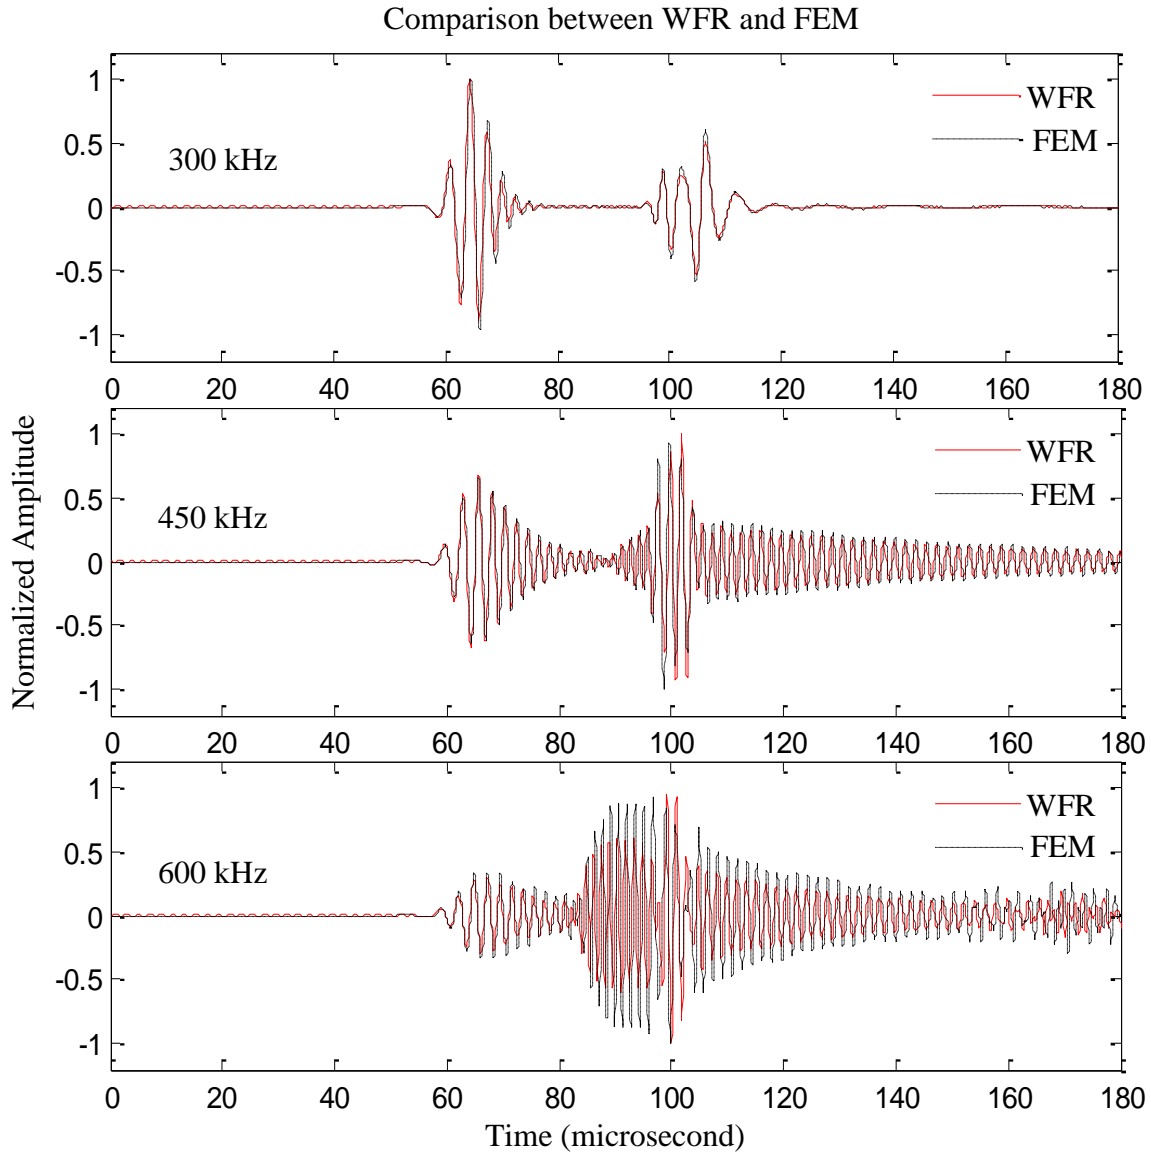 Comparison between WFR and FEM
1
0.5
0
-0.5
-1
300 kHz
WFR
FEM
0 20 40 60 80 100 120 140 160 180
1
0.5
0
-0.5
-1
450 kHz
WFR
FEM
0 20 40 60 80 100 120 140 160 180
Normalized Amplitude
1
0.5
0
-0.5
-1
600 kHz
WFR
FEM
0 20 40 60 80 100 120 140 160 180
Time (microsecond)